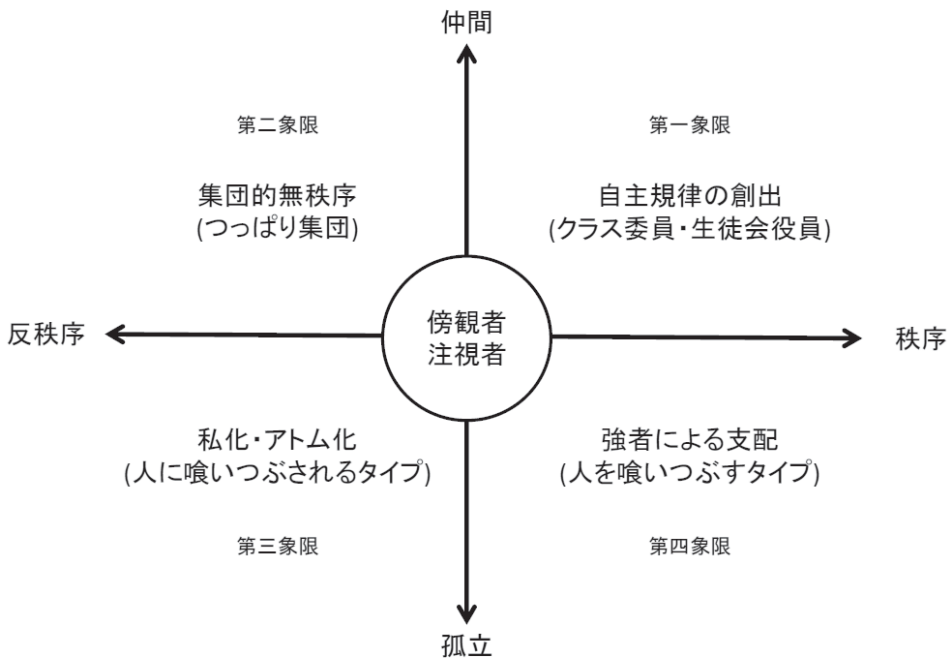 仲間
第二象限
第一象限
集団的無秩序
(つっぱり集団)
自主規律の創出
(クラス委員・生徒会役員)
反秩序
傍観者
注視者
秩序
私化・アトム化
(人に喰いつぶされるタイプ)
強者による支配
(人を喰いつぶすタイプ)
第三象限
第四象限
孤立